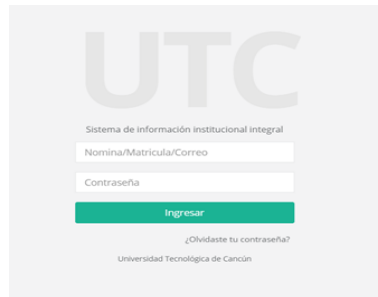 UTC
Sistema de información institucional integral
Nomina/Matricula/Correo
Contraseña
Ingresar
¿Olvidaste tu contraseña?
Universidad Tecnológica de Cancún